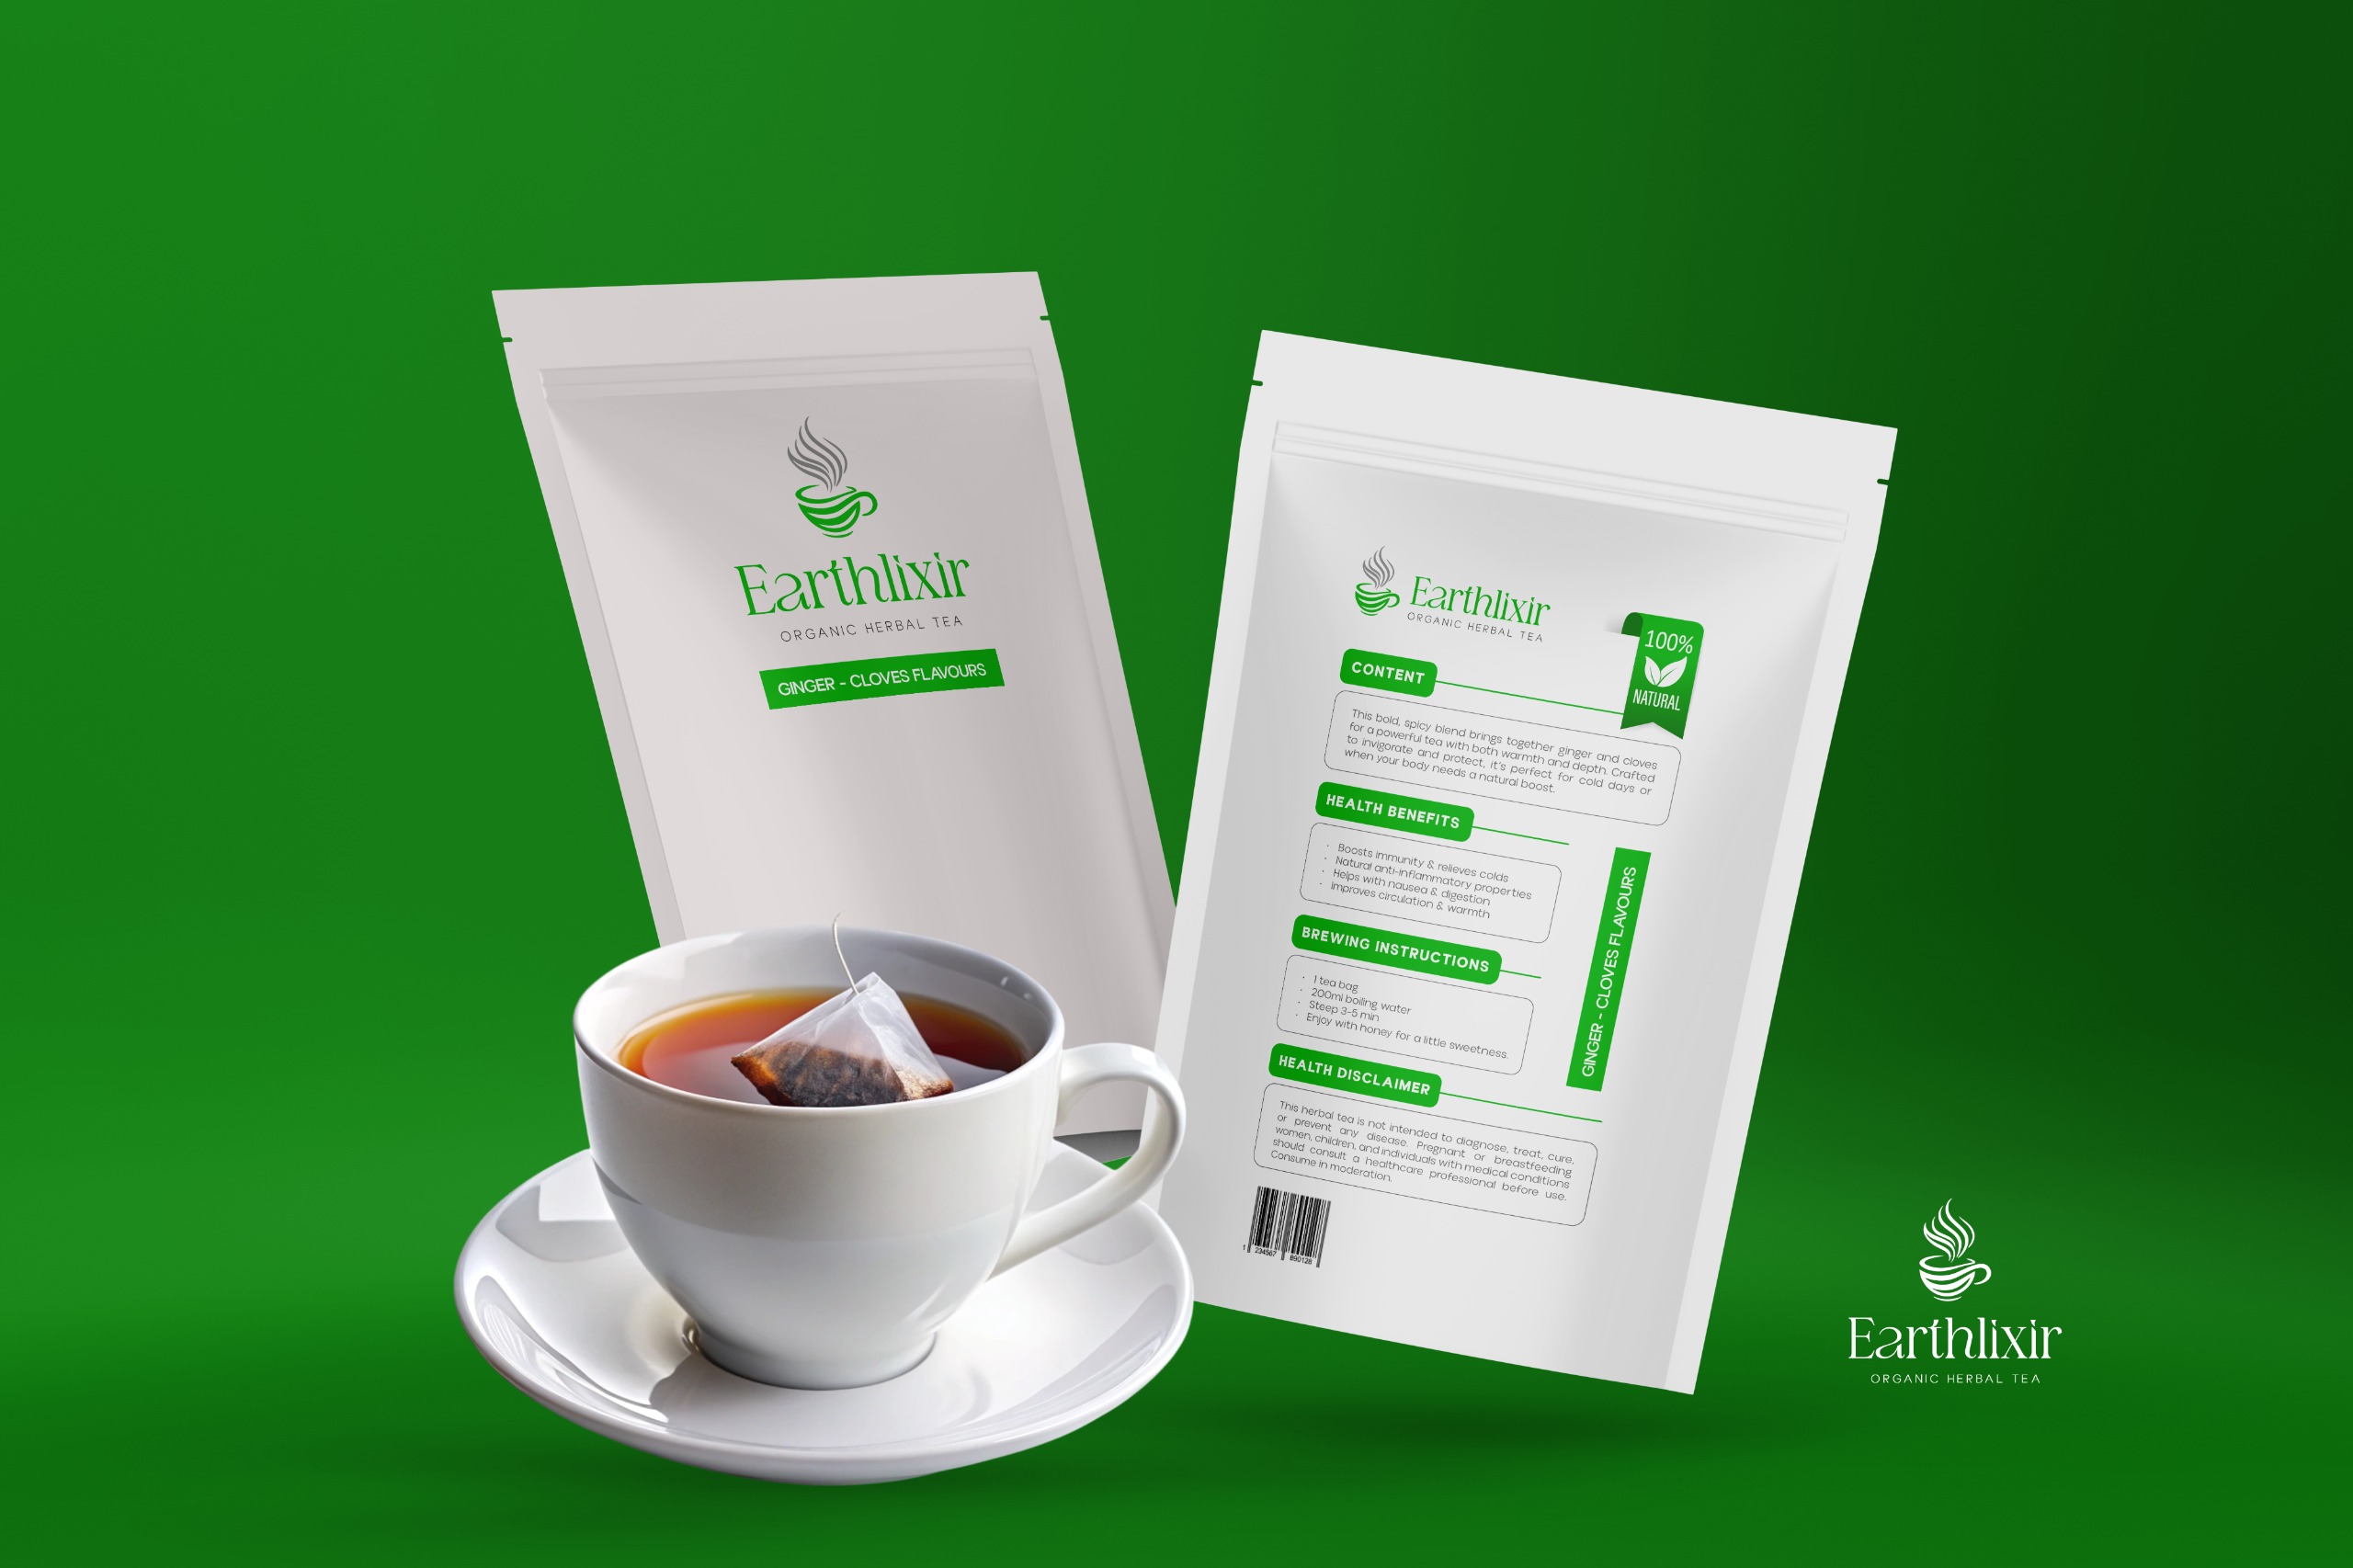 Earthlixir
ORGANIC HERBAL TEA
GINGER - CLOVES FLAVOURS
Earthlixir
ORGANIC HERBAL TEA
100%
NATURAL
CONTENT
This bold, spicy blend brings together ginger and cloves
for a powerful tea with both warmth and depth. Crafted
to invigorate and protect, it's perfect for cold days or
when your body needs a natural boost.
HEALTH BENEFITS
· Boosts immunity & relieves colds
· Natural anti-inflammatory properties
· Helps with nausea & digestion
· Improves circulation & warmth
GINGER - CLOVES FLAVOURS
BREWING INSTRUCTIONS
· 1 tea bag
· 200ml boiling water
· Steep 3-5 min
· Enjoy with honey for a little sweetness.
HEALTH DISCLAIMER
This herbal tea is not intended to diagnose, treat, cure,
or prevent any disease. Pregnant or breastfeeding
women, children, and individuals with medical conditions
should consult a healthcare professional before use.
Consume in moderation.
1 234567 890128
Earthlixir
ORGANIC HERBAL TEA